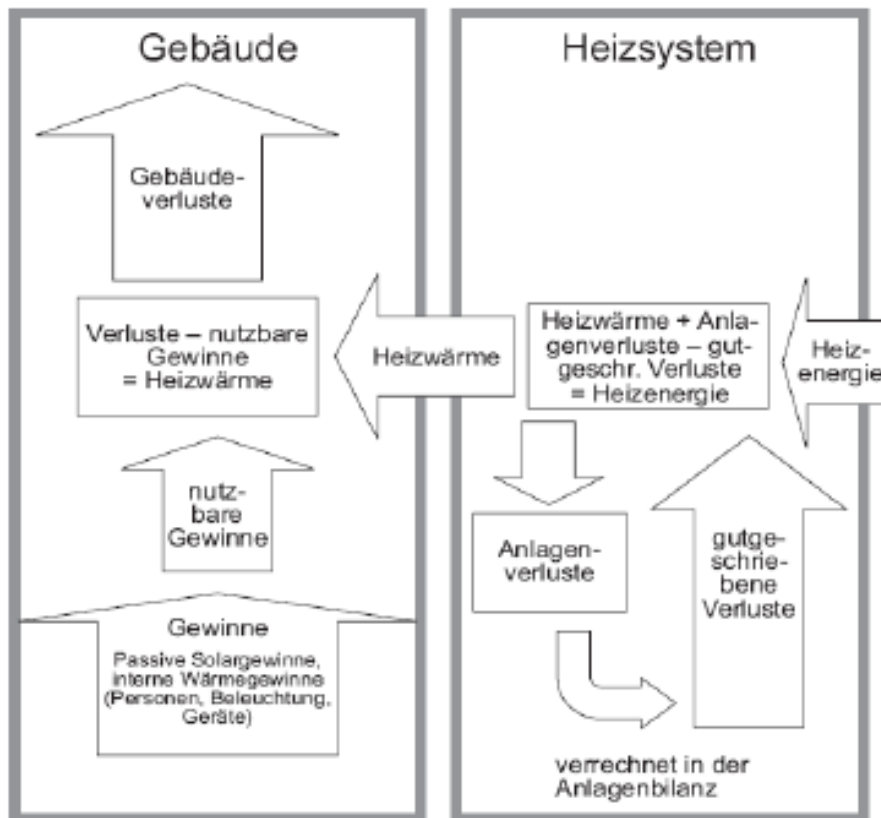 Gebäude
Gebäude-
verluste
Verluste – nutzbare
Gewinne
= Heizwärme
nutz-
bare
Gewinne
Gewinne
Passive Solargewinne,
interne Wärmegewinne
(Personen, Beleuchtung,
Geräte)
Heizwärme
Heizsystem
Heizwärme + Anla-
genverluste – gut-
geschr. Verluste
= Heizenergie
Heiz-
energie
Anlagen-
verluste
gutge-
schrie-
bene
Verluste
verrechnet in der
Anlagenbilanz